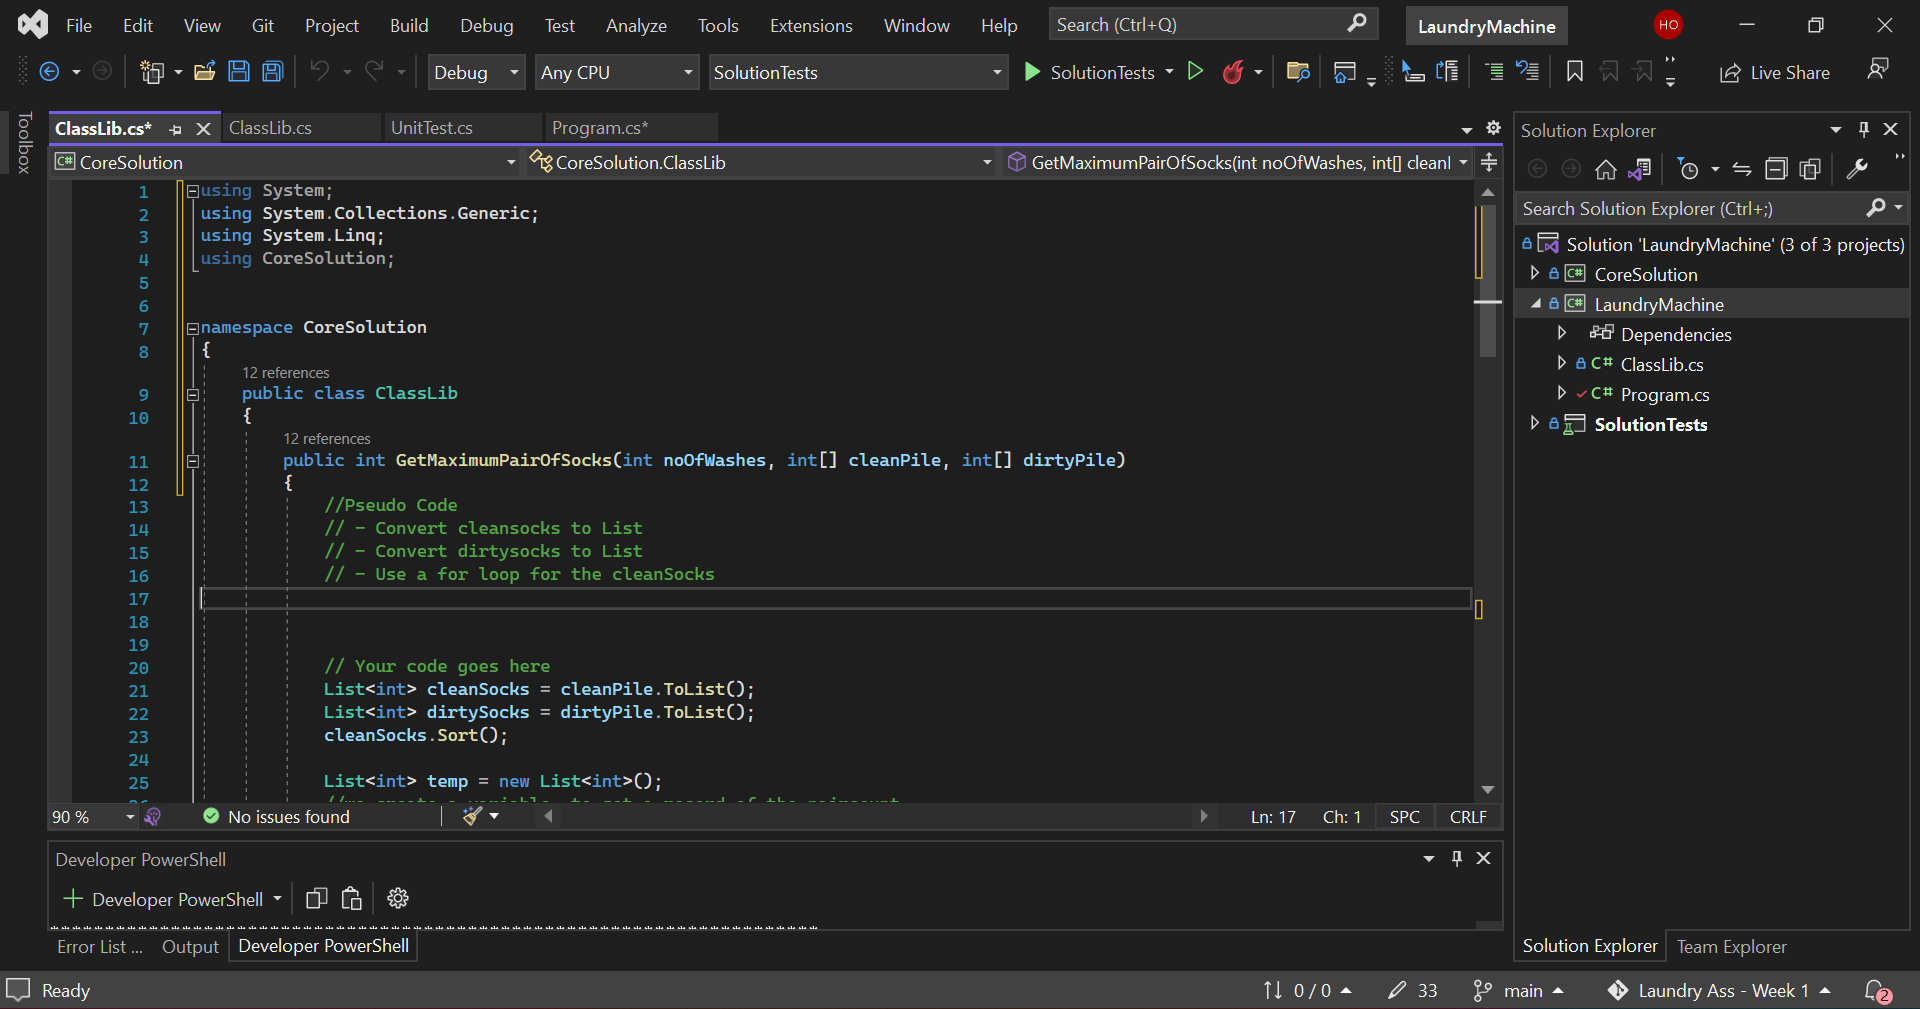 File Edit View Git Project Build Debug Test Analyze Tools Extensions Window Help Search (Ctrl+Q) LaundryMachine HO
Debug Any CPU SolutionTests SolutionTests Live Share
Toolbox
ClassLib.cs* ClassLib.cs UnitTest.cs Program.cs*
CoreSolution CoreSolution.ClassLib GetMaximumPairOfSocks(int noOfWashes, int[] cleanl
1 using System;
2 using System.Collections.Generic;
3 using System.Linq;
4 using CoreSolution;
5
6
7 namespace CoreSolution
8 {
12 references
9 public class ClassLib
10 {
12 references
11 public int GetMaximumPairOfSocks(int noOfWashes, int[] cleanPile, int[] dirtyPile)
12 {
13 //Pseudo Code
14 // - Convert cleansocks to List
15 // - Convert dirtysocks to List
16 // - Use a for loop for the cleanSocks
17
18
19
20 // Your code goes here
21 List<int> cleanSocks = cleanPile.ToList();
22 List<int> dirtySocks = dirtyPile.ToList();
23 cleanSocks.Sort();
24
25 List<int> temp = new List<int>();
90 % No issues found Ln: 17 Ch: 1 SPC CRLF
Developer PowerShell
Developer PowerShell
Error List ... Output Developer PowerShell
Solution Explorer
Search Solution Explorer (Ctrl+;)
Solution 'LaundryMachine' (3 of 3 projects)
CoreSolution
LaundryMachine
Dependencies
C# ClassLib.cs
C# Program.cs
SolutionTests
Solution Explorer Team Explorer
Ready 0 / 0 33 main Laundry Ass - Week 1 2